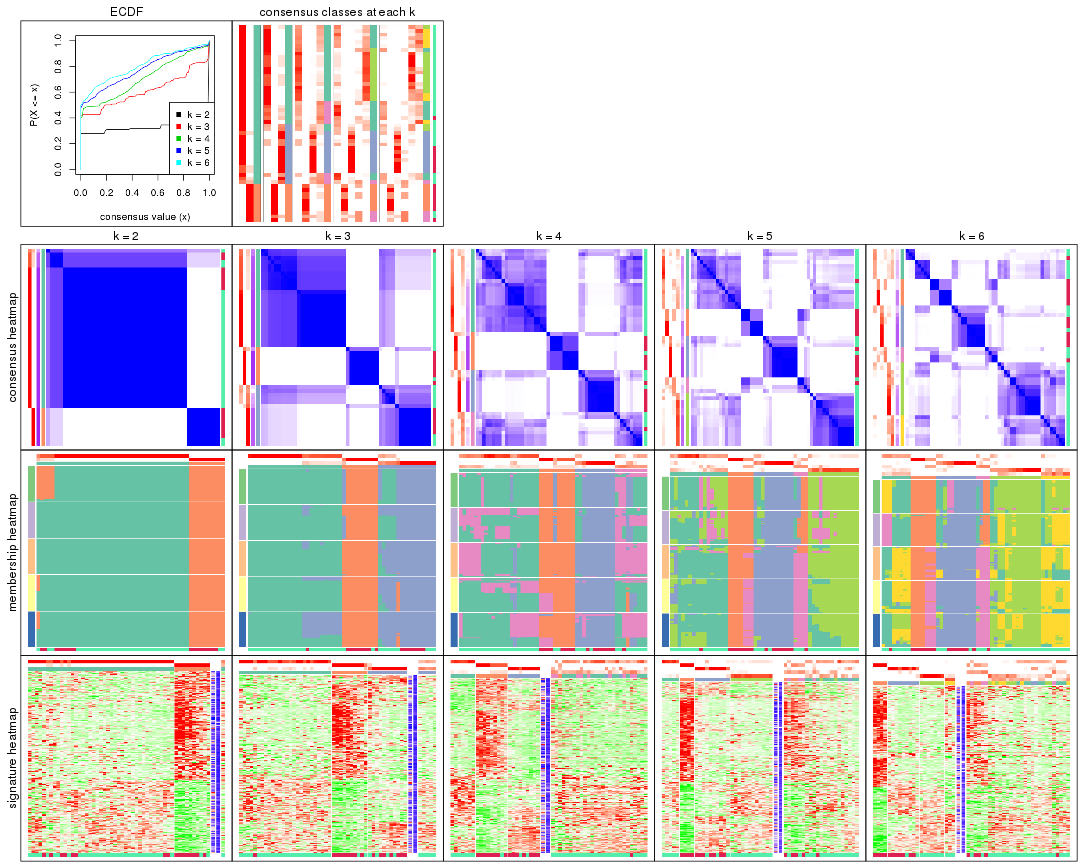 ECDF
consensus classes at each k
P(X <= x)
0.0 0.2 0.4 0.6 0.8 1.0
k = 2
k = 3
k = 4
k = 5
k = 6
0.0 0.2 0.4 0.6 0.8 1.0
consensus value (x)
k = 2
k = 3
k = 4
k = 5
k = 6
consensus heatmap
membership heatmap
signature heatmap